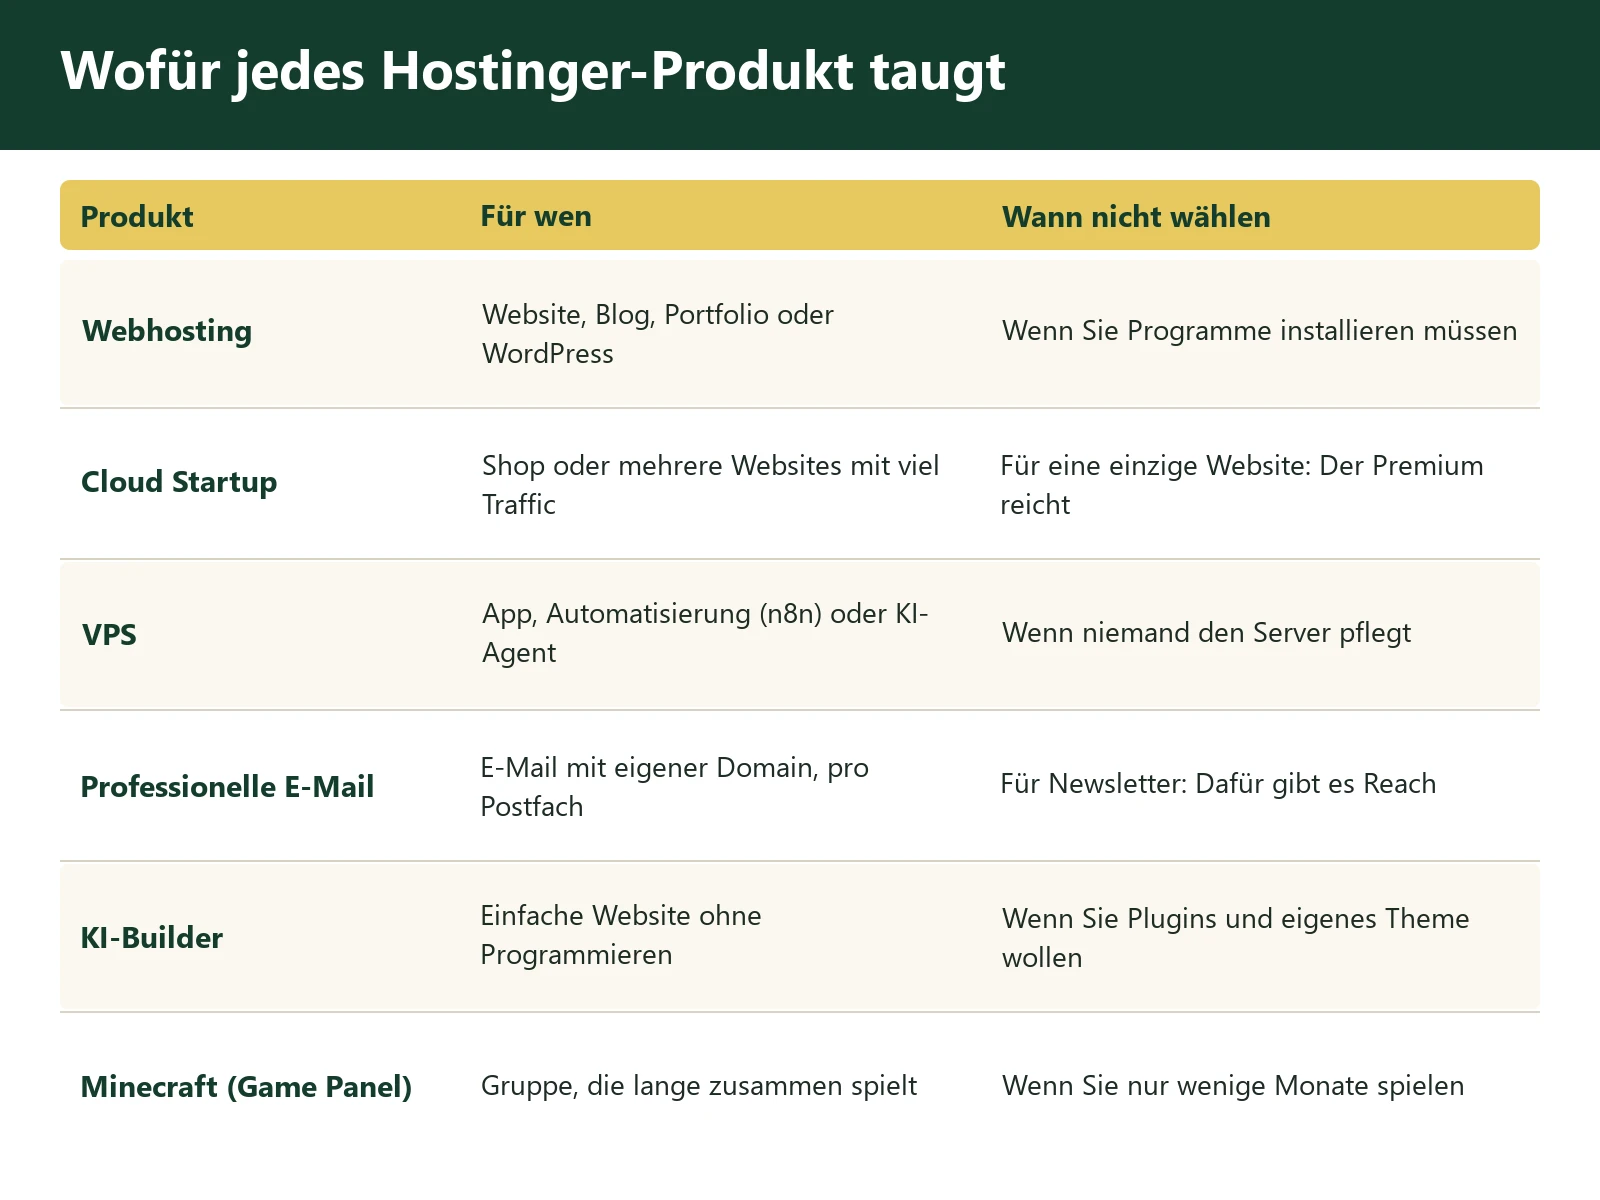 Wofür jedes Hostinger-Produkt taugt
Produkt
Für wen
Wann nicht wählen
Webhosting
Website, Blog, Portfolio oder
WordPress
Wenn Sie Programme installieren müssen
Cloud Startup
Shop oder mehrere Websites mit viel
Traffic
Für eine einzige Website: Der Premium
reicht
VPS
App, Automatisierung (n8n) oder KI-
Agent
Wenn niemand den Server pflegt
Professionelle E-Mail
E-Mail mit eigener Domain, pro
Postfach
Für Newsletter: Dafür gibt es Reach
KI-Builder
Einfache Website ohne
Programmieren
Wenn Sie Plugins und eigenes Theme
wollen
Minecraft (Game Panel)
Gruppe, die lange zusammen spielt
Wenn Sie nur wenige Monate spielen